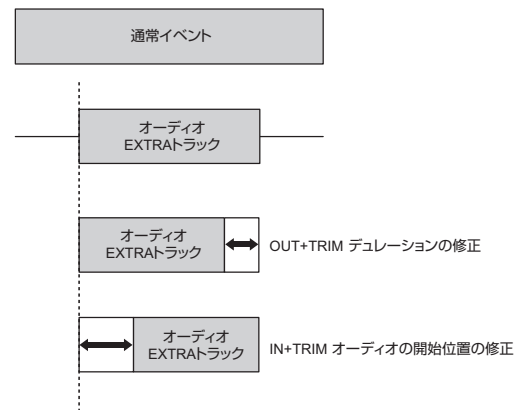 通常イベント
オーディオ
EXTRAトラック
オーディオ
EXTRAトラック
OUT+TRIM デュレーションの修正
オーディオ
EXTRAトラック
IN+TRIM オーディオの開始位置の修正